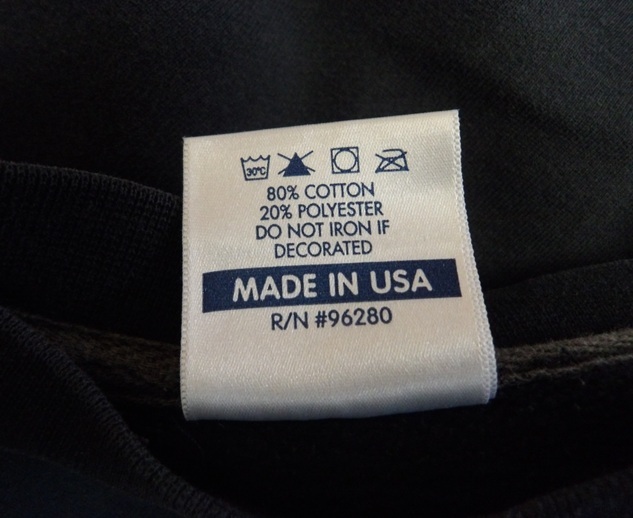 30°C
80% COTTON
20% POLYESTER
DO NOT IRON IF
DECORATED
MADE IN USA
R/N #96280